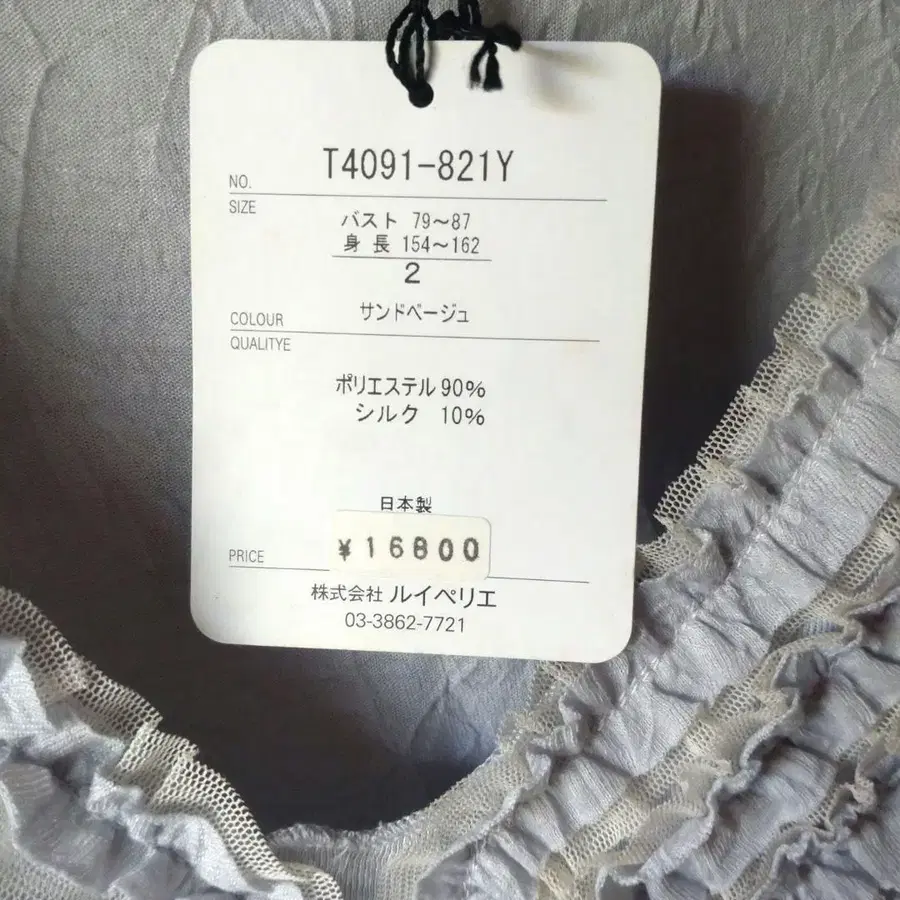 T4091-821Y
NO.
SIZE
バスト 79〜87
身長 154〜162
2
COLOUR サンドベージュ
QUALITYE
ポリエステル 90%
シルク 10%
日本製
PRICE ¥16800
株式会社 ルイペリエ
03-3862-7721